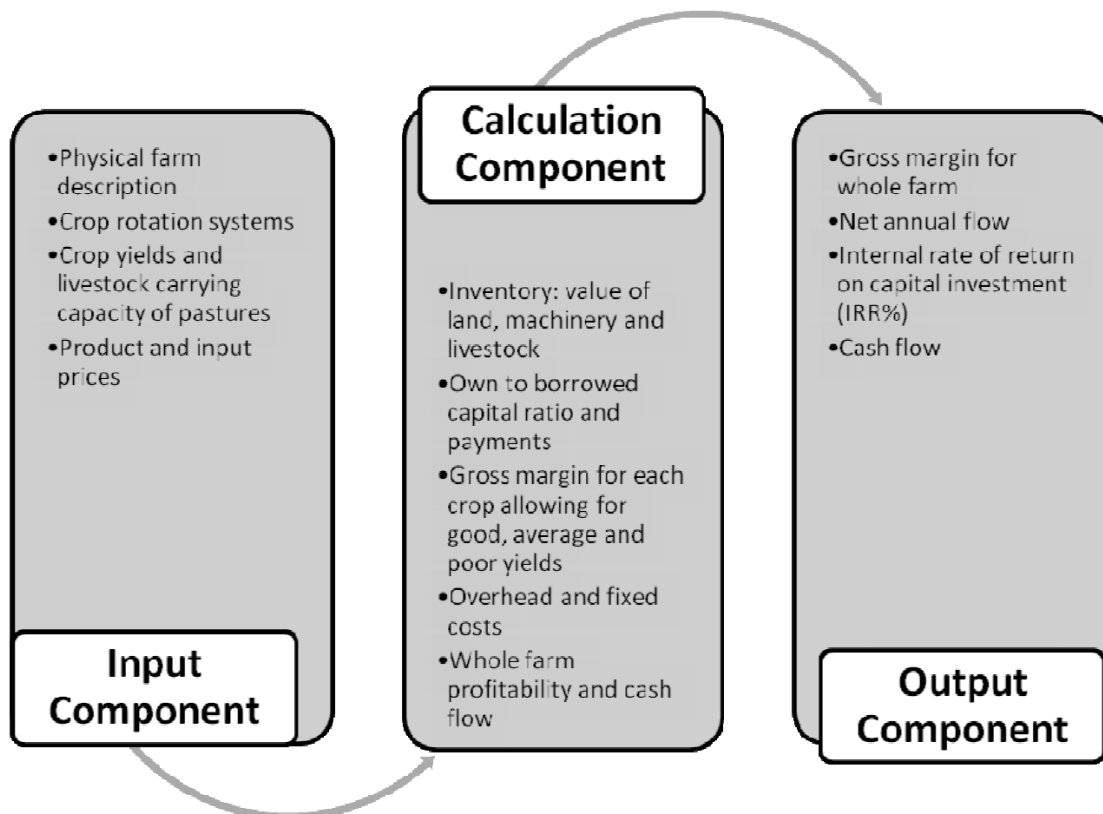 •Physical farm
description
•Crop rotation systems
•Crop yields and
livestock carrying
capacity of pastures
•Product and input
prices
Input
Component
Calculation
Component
•Inventory: value of
land, machinery and
livestock
•Own to borrowed
capital ratio and
payments
•Gross margin for each
crop allowing for
good, average and
poor yields
•Overhead and fixed
costs
•Whole farm
profitability and cash
flow
•Gross margin for
whole farm
•Net annual flow
•Internal rate of return
on capital investment
(IRR%)
•Cash flow
Output
Component